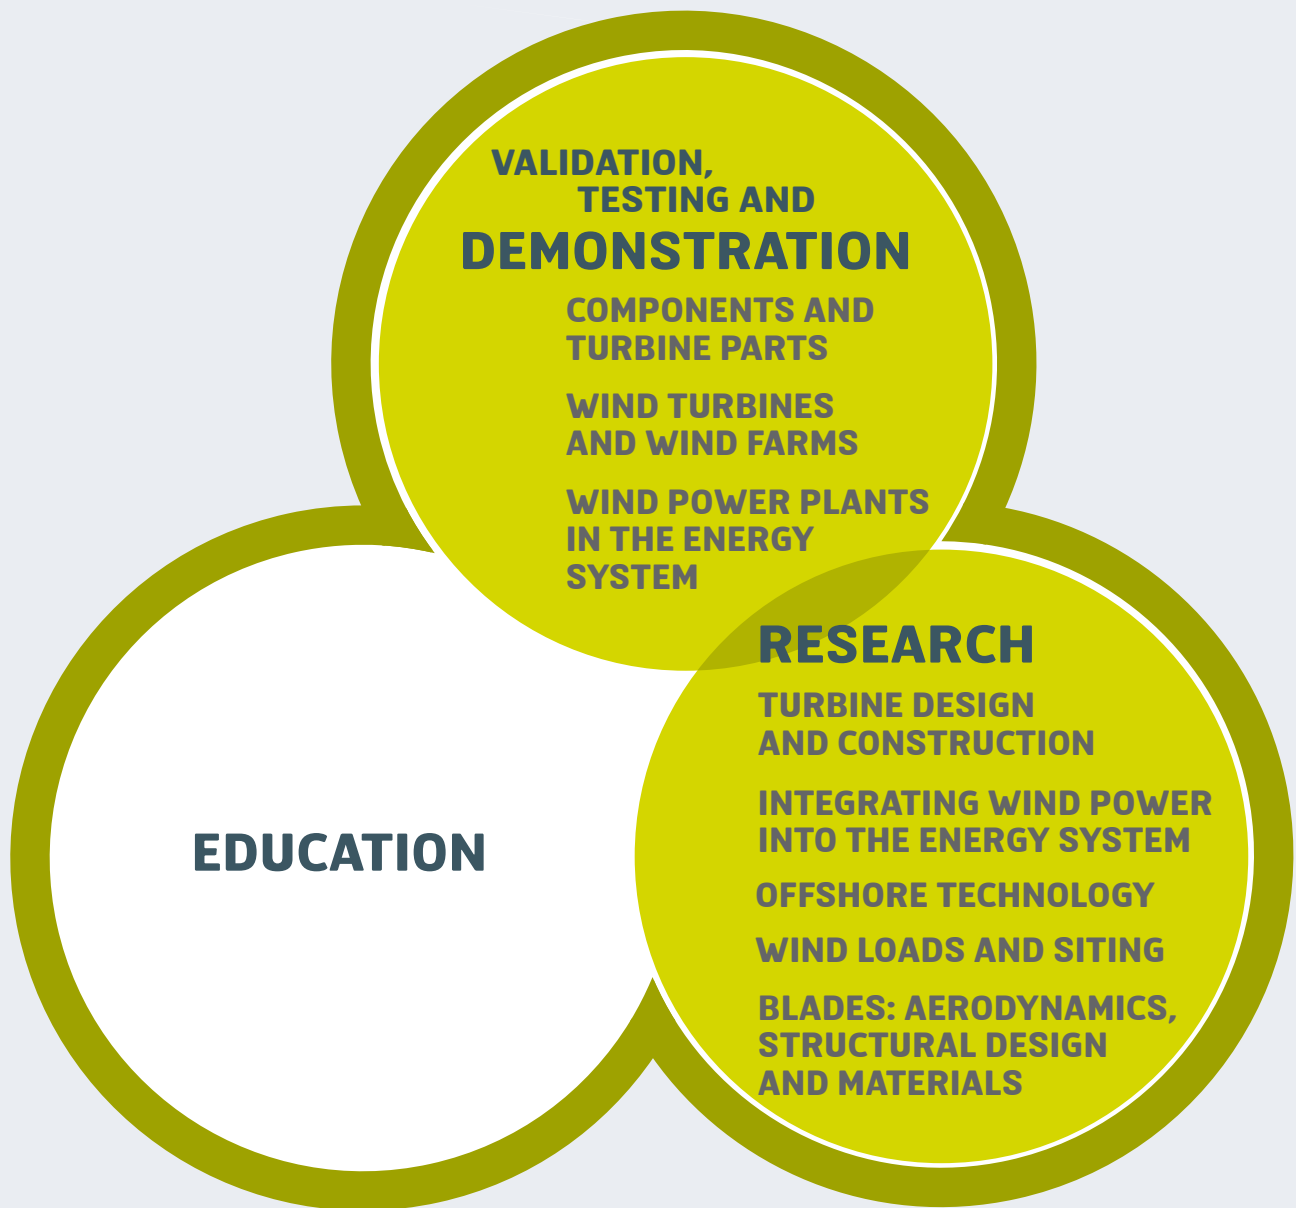 VALIDATION,
TESTING AND
DEMONSTRATION
COMPONENTS AND
TURBINE PARTS
WIND TURBINES
AND WIND FARMS
WIND POWER PLANTS
IN THE ENERGY
SYSTEM
RESEARCH
TURBINE DESIGN
AND CONSTRUCTION
INTEGRATING WIND POWER
INTO THE ENERGY SYSTEM
OFFSHORE TECHNOLOGY
WIND LOADS AND SITING
BLADES: AERODYNAMICS,
STRUCTURAL DESIGN
AND MATERIALS
EDUCATION